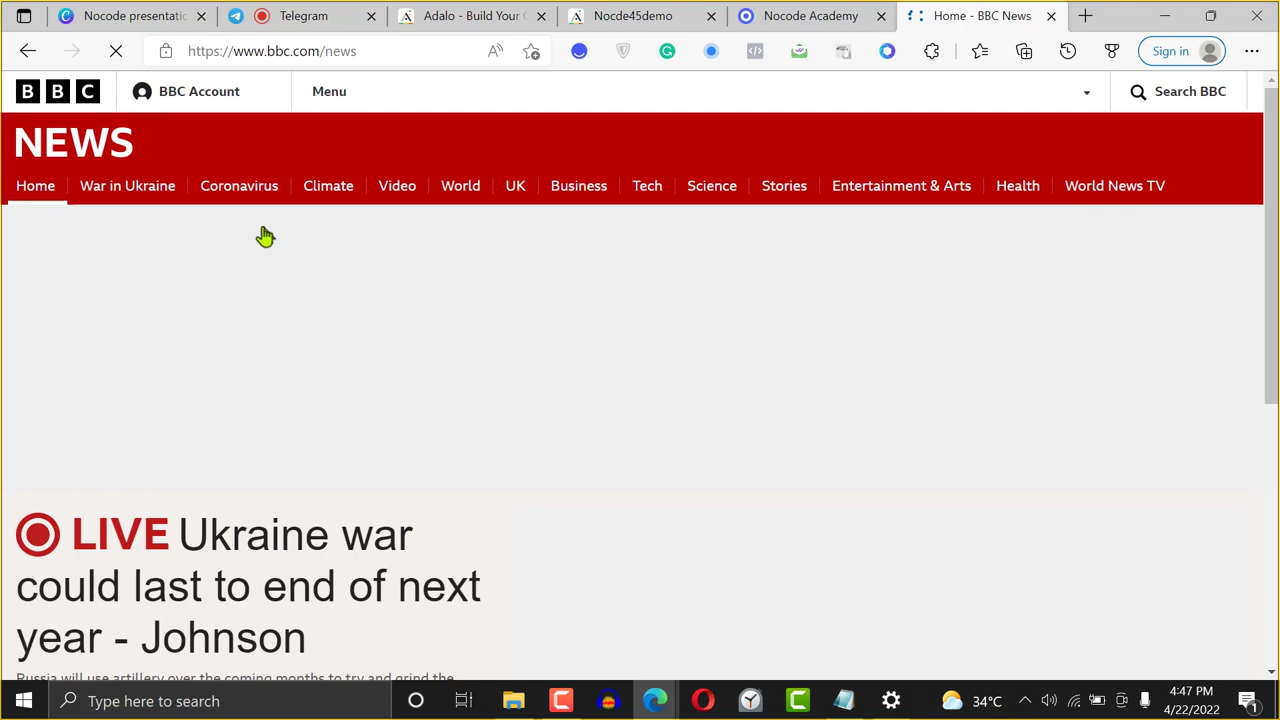 Nocode presentatic
Telegram
Adalo - Build Your C
Nocde45demo
Nocode Academy
Home - BBC News
https://www.bbc.com/news
Sign in
BBC
BBC Account
Menu
Search BBC
NEWS
Home
War in Ukraine
Coronavirus
Climate
Video
World
UK
Business
Tech
Science
Stories
Entertainment & Arts
Health
World News TV
LIVE Ukraine war
could last to end of next
year - Johnson
Russia will use artillery over the coming months to try and grind the
Type here to search
34°C
4:47 PM
4/22/2022
1